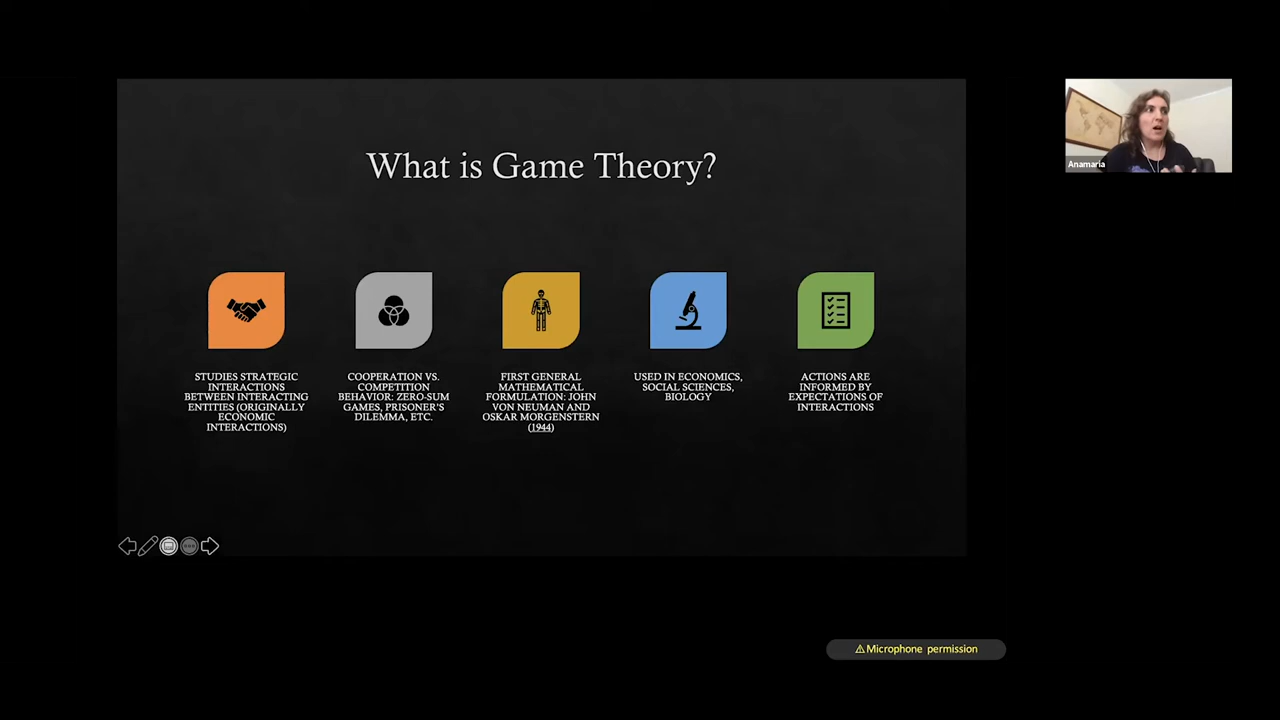 What is Game Theory?
STUDIES STRATEGIC
INTERACTIONS
BETWEEN INTERACTING
ENTITIES (ORIGINALLY
ECONOMIC
INTERACTIONS)
COOPERATION VS.
COMPETITION
BEHAVIOR: ZERO-SUM
GAMES, PRISONER'S
DILEMMA, ETC.
FIRST GENERAL
MATHEMATICAL
FORMULATION: JOHN
VON NEUMAN AND
OSKAR MORGENSTERN
(1944)
USED IN ECONOMICS,
SOCIAL SCIENCES,
BIOLOGY
ACTIONS ARE
INFORMED BY
EXPECTATIONS OF
INTERACTIONS
Anamaria
Microphone permission